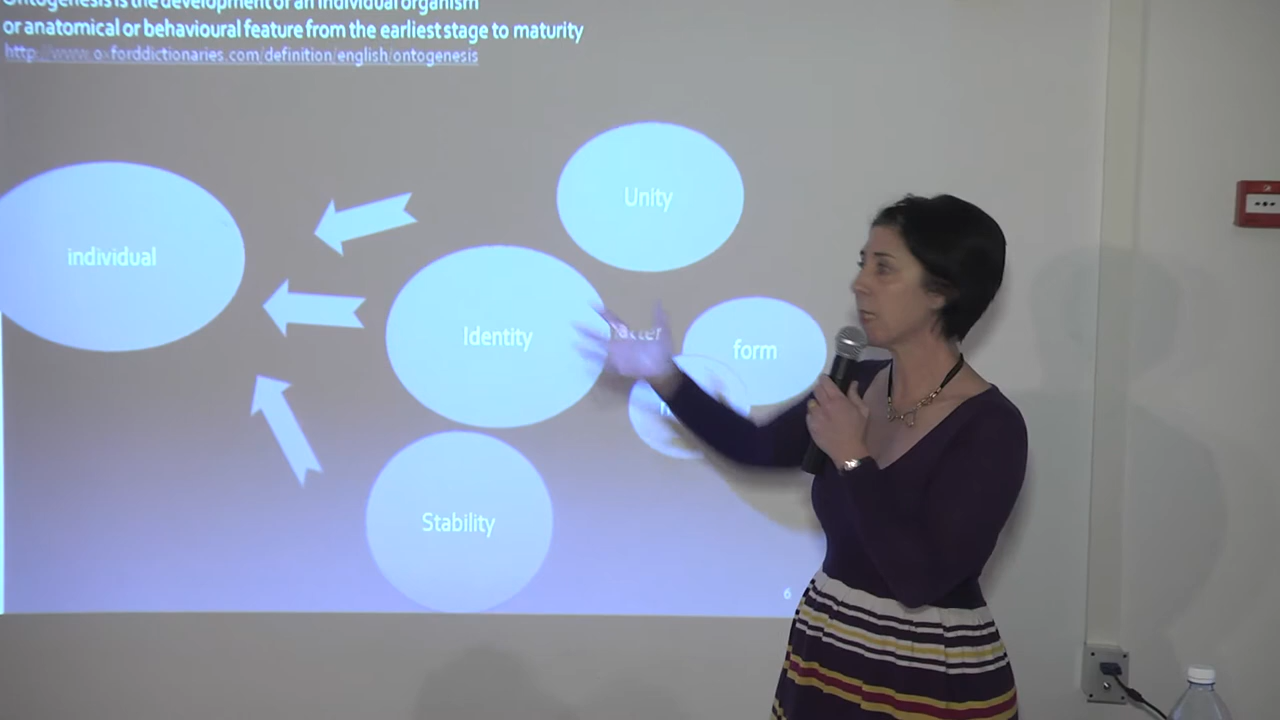 Ontogenesis is the development of an individual organism
or anatomical or behavioural feature from the earliest stage to maturity
http://www.oxforddictionaries.com/definition/english/ontogenesis
Unity
individual
Identity
form
Stability
6